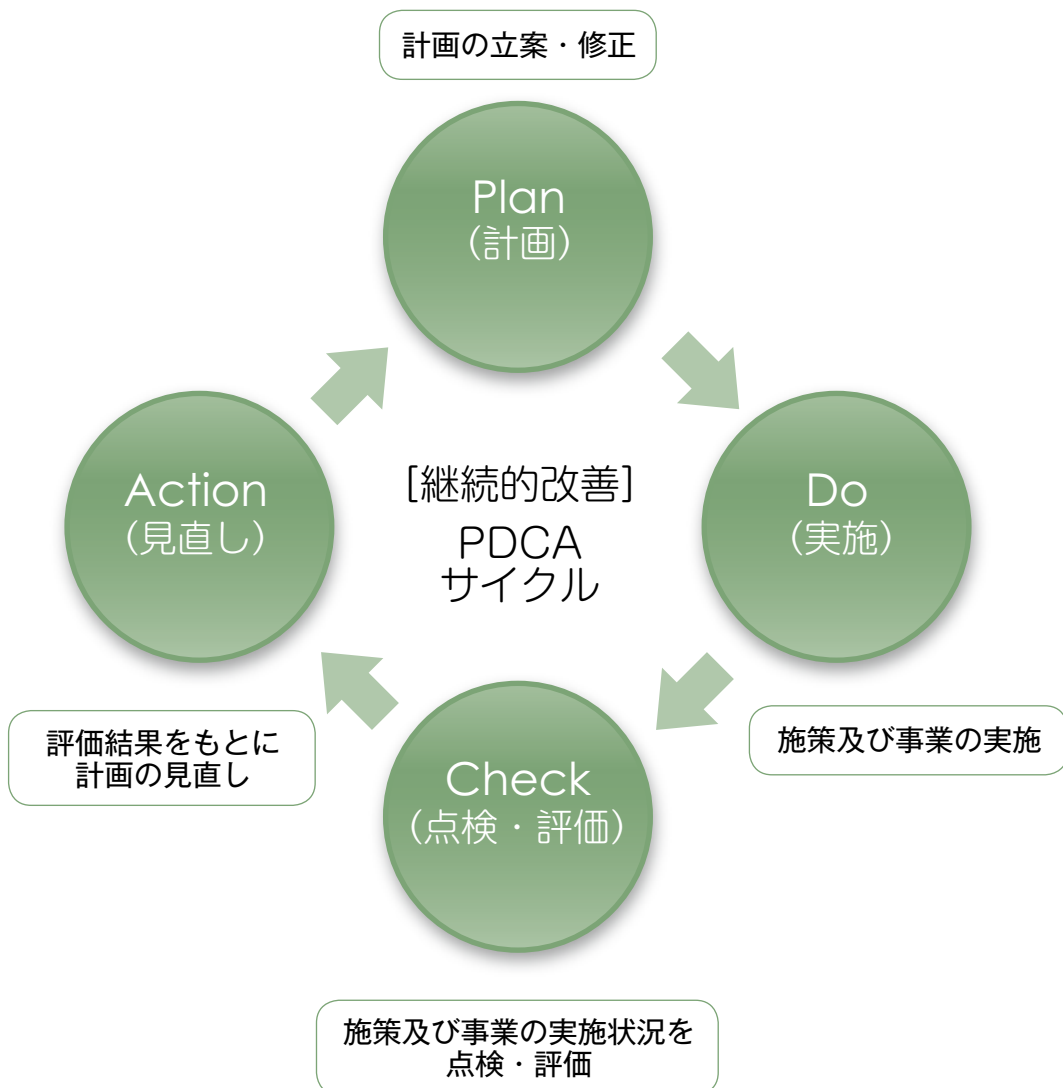 計画の立案・修正
Plan
(計画)
Action
(見直し)
[継続的改善]
PDCA
サイクル
Do
(実施)
評価結果をもとに
計画の見直し
施策及び事業の実施
Check
(点検・評価)
施策及び事業の実施状況を
点検・評価